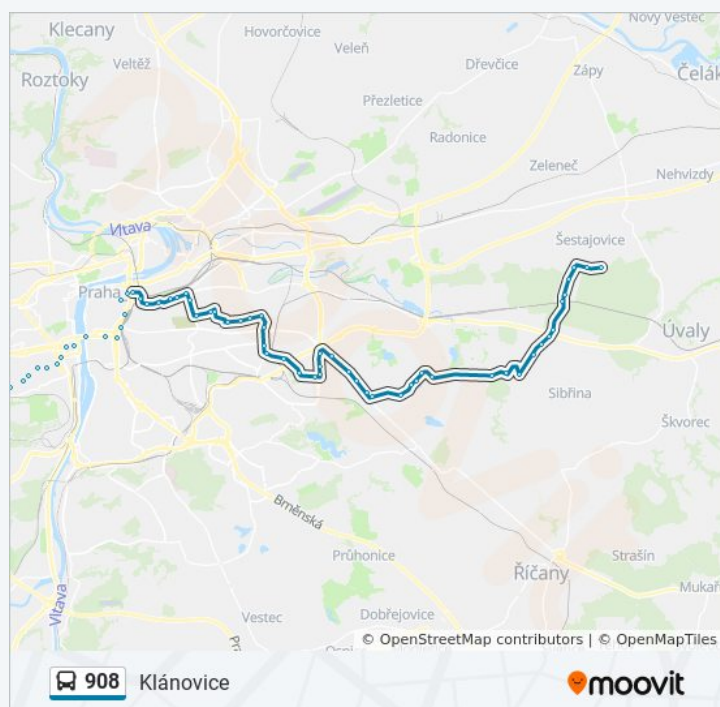 Klecany
Hovorčovice
Nový Vestec
Veltěž
Veleň
Dřevčice
Zápy
Čelák
Roztoky
Přezletice
Radonice
Zeleneč
Nehvizdy
Vltava
Šestajovice
Praha
Úvaly
Sibřina
Škvorec
Brněnská
Průhonice
Strašín
Říčany
Mukař
Vltava
Vestec
Dobřejovice
© OpenStreetMap contributors | © OpenMapTiles
908 Klánovice
moovit